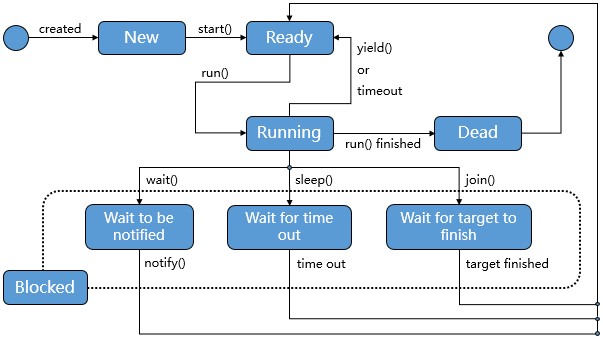 created
New
start()
Ready
yield()
or
timeout
run()
Running
run() finished
Dead
wait()
sleep()
join()
Wait to be
notified
Wait for time
out
Wait for target to
finish
notify()
time out
target finished
Blocked